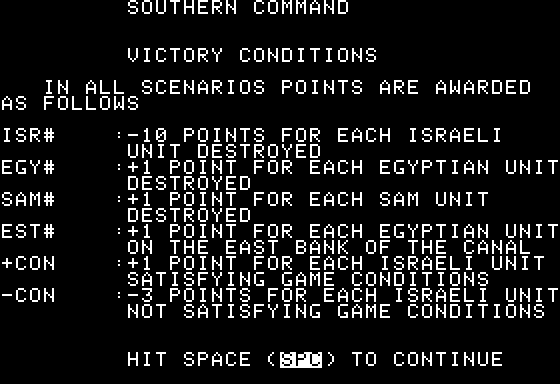 SOUTHERN COMMAND
VICTORY CONDITIONS
IN ALL SCENARIOS POINTS ARE AWARDED
AS FOLLOWS
ISR# :-10 POINTS FOR EACH ISRAELI
UNIT DESTROYED
EGY# :+1 POINT FOR EACH EGYPTIAN UNIT
DESTROYED
SAM# :+1 POINT FOR EACH SAM UNIT
DESTROYED
EST# :+1 POINT FOR EACH EGYPTIAN UNIT
ON THE EAST BANK OF THE CANAL
+CON :+1 POINT FOR EACH ISRAELI UNIT
SATISFYING GAME CONDITIONS
-CON :-3 POINTS FOR EACH ISRAELI UNIT
NOT SATISFYING GAME CONDITIONS
HIT SPACE (SPC) TO CONTINUE